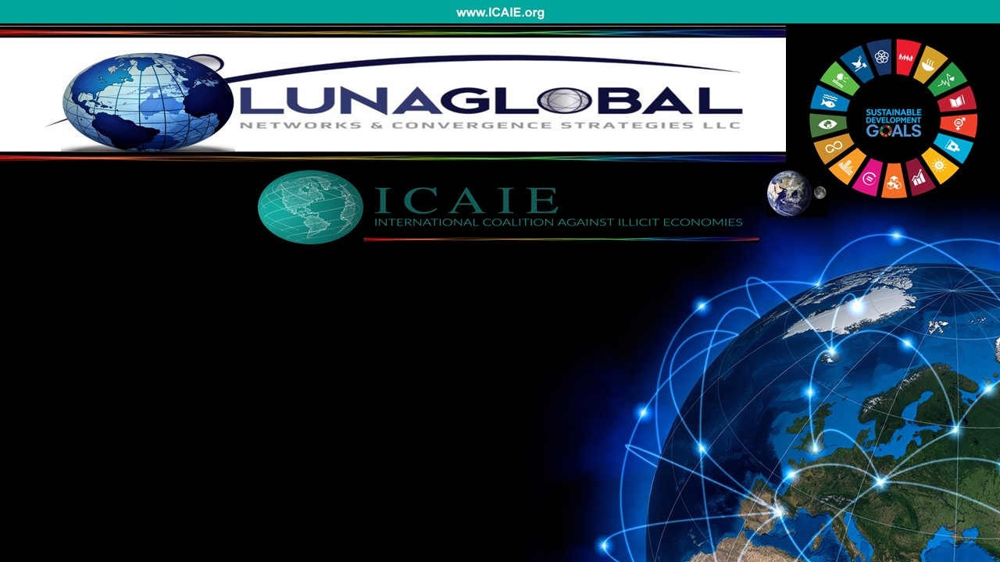 www.ICAIE.org
LUNAGLOBAL
NETWORKS & CONVERGENCE STRATEGIES LLC
SUSTAINABLE
DEVELOPMENT
GOALS
ICAIE
INTERNATIONAL COALITION AGAINST ILLICIT ECONOMIES